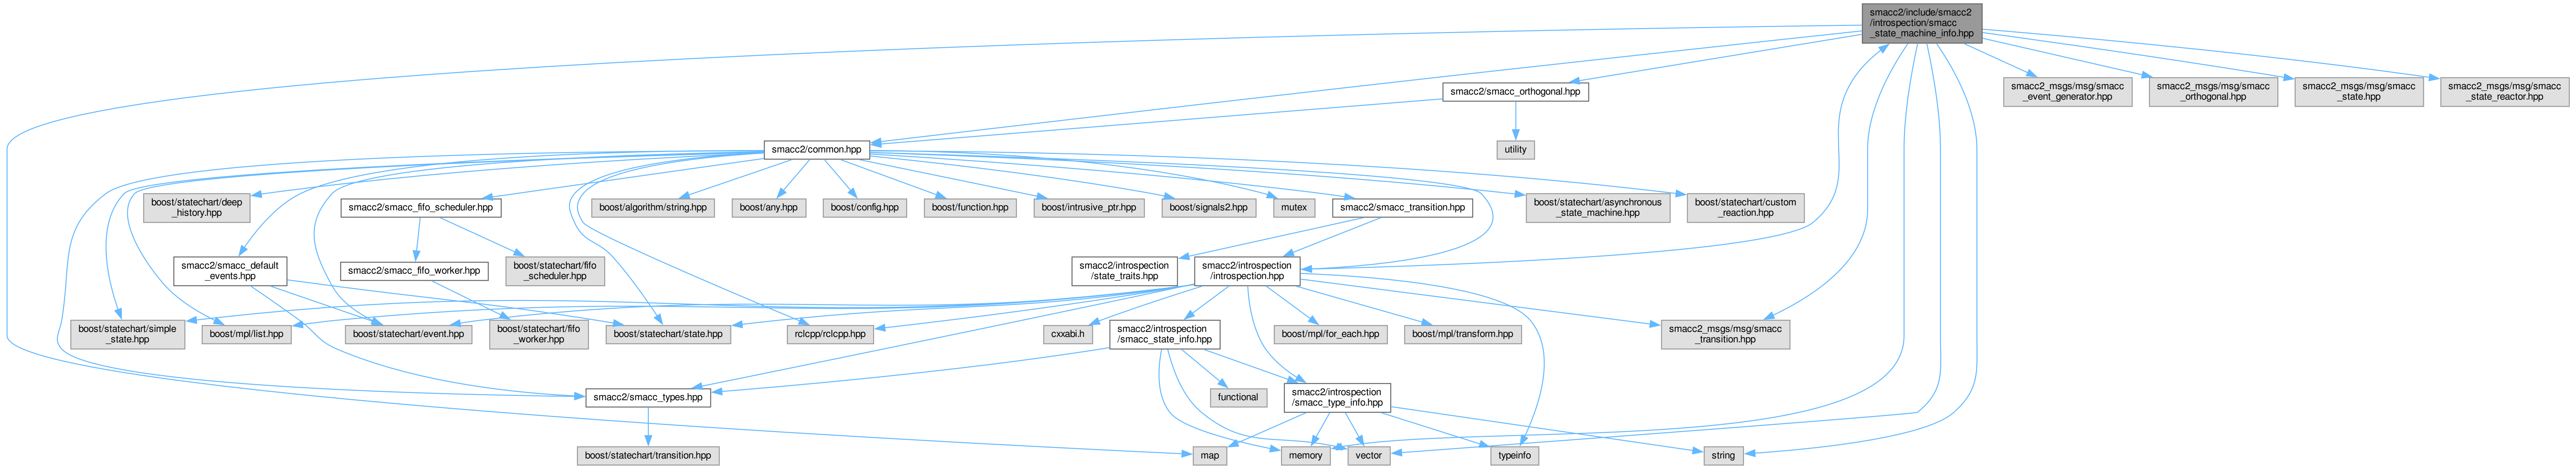 smacc2/include/smacc2
/introspection/smacc
_state_machine_info.hpp
smacc2/smacc_orthogonal.hpp
smacc2_msgs/msg/smacc
_event_generator.hpp
smacc2_msgs/msg/smacc
_orthogonal.hpp
smacc2_msgs/msg/smacc
_state.hpp
smacc2_msgs/msg/smacc
_state_reactor.hpp
smacc2/common.hpp
utility
boost/statechart/deep
_history.hpp
smacc2/smacc_fifo_scheduler.hpp
boost/algorithm/string.hpp
boost/any.hpp
boost/config.hpp
boost/function.hpp
boost/intrusive_ptr.hpp
boost/signals2.hpp
mutex
smacc2/smacc_transition.hpp
boost/statechart/asynchronous
_state_machine.hpp
boost/statechart/custom
_reaction.hpp
smacc2/smacc_default
_events.hpp
smacc2/smacc_fifo_worker.hpp
boost/statechart/fifo
_scheduler.hpp
smacc2/introspection
/state_traits.hpp
smacc2/introspection
/introspection.hpp
boost/statechart/simple
_state.hpp
boost/mpl/list.hpp
boost/statechart/event.hpp
boost/statechart/fifo
_worker.hpp
boost/statechart/state.hpp
rclcpp/rclcpp.hpp
cxxabi.h
smacc2/introspection
/smacc_state_info.hpp
boost/mpl/for_each.hpp
boost/mpl/transform.hpp
smacc2_msgs/msg/smacc
_transition.hpp
smacc2/smacc_types.hpp
functional
smacc2/introspection
/smacc_type_info.hpp
boost/statechart/transition.hpp
map
memory
vector
typeinfo
string